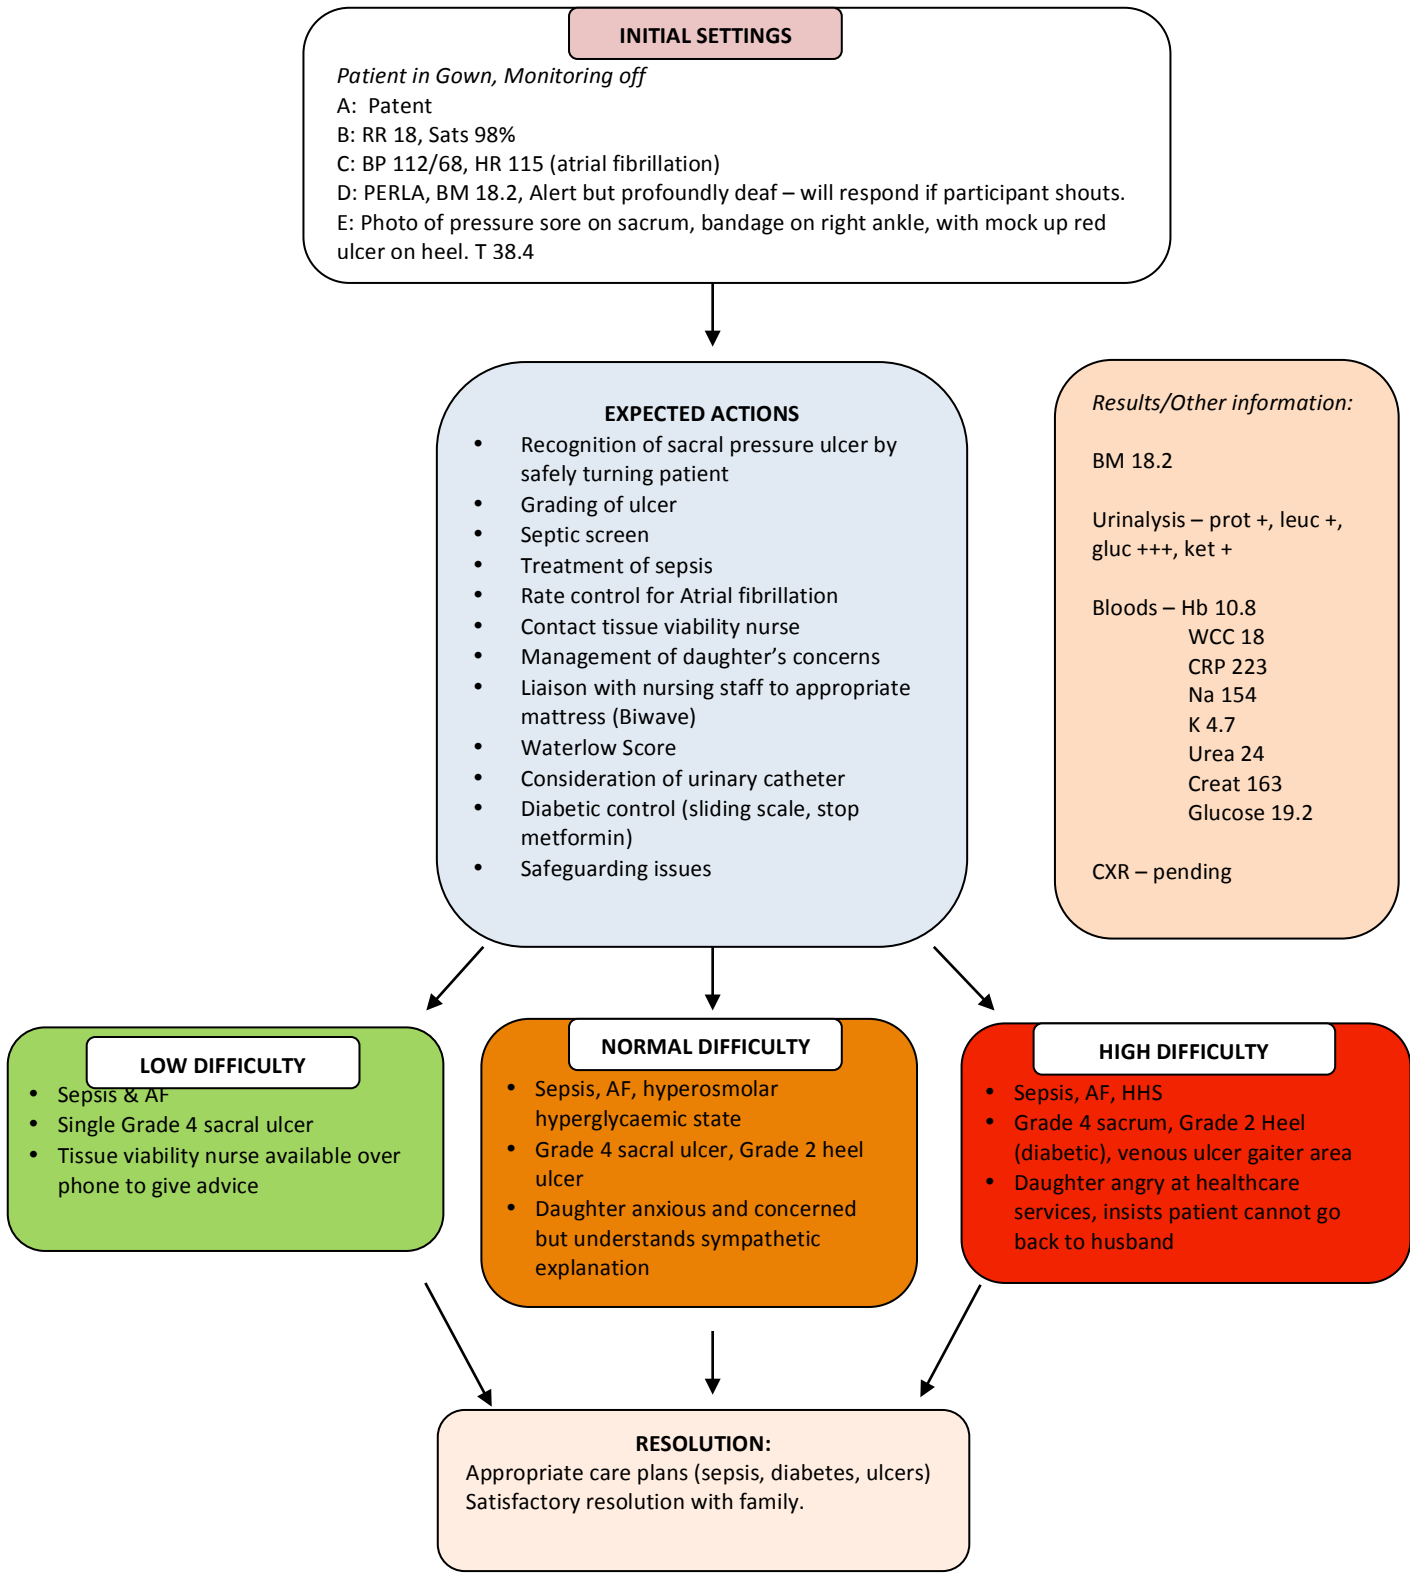 INITIAL SETTINGS
Patient in Gown, Monitoring off
A: Patent
B: RR 18, Sats 98%
C: BP 112/68, HR 115 (atrial fibrillation)
D: PERLA, BM 18.2, Alert but profoundly deaf – will respond if participant shouts.
E: Photo of pressure sore on sacrum, bandage on right ankle, with mock up red
ulcer on heel. T 38.4
EXPECTED ACTIONS
• Recognition of sacral pressure ulcer by
safely turning patient
• Grading of ulcer
• Septic screen
• Treatment of sepsis
• Rate control for Atrial fibrillation
• Contact tissue viability nurse
• Management of daughter’s concerns
• Liaison with nursing staff to appropriate
mattress (Biwave)
• Waterlow Score
• Consideration of urinary catheter
• Diabetic control (sliding scale, stop
metformin)
• Safeguarding issues
Results/Other information:
BM 18.2
Urinalysis – prot +, leuc +,
gluc +++, ket +
Bloods – Hb 10.8
WCC 18
CRP 223
Na 154
K 4.7
Urea 24
Creat 163
Glucose 19.2
CXR – pending
LOW DIFFICULTY
• Sepsis & AF
• Single Grade 4 sacral ulcer
• Tissue viability nurse available over
phone to give advice
NORMAL DIFFICULTY
• Sepsis, AF, hyperosmolar
hyperglycaemic state
• Grade 4 sacral ulcer, Grade 2 heel
ulcer
• Daughter anxious and concerned
but understands sympathetic
explanation
HIGH DIFFICULTY
• Sepsis, AF, HHS
• Grade 4 sacrum, Grade 2 Heel
(diabetic), venous ulcer gaiter area
• Daughter angry at healthcare
services, insists patient cannot go
back to husband
RESOLUTION:
Appropriate care plans (sepsis, diabetes, ulcers)
Satisfactory resolution with family.